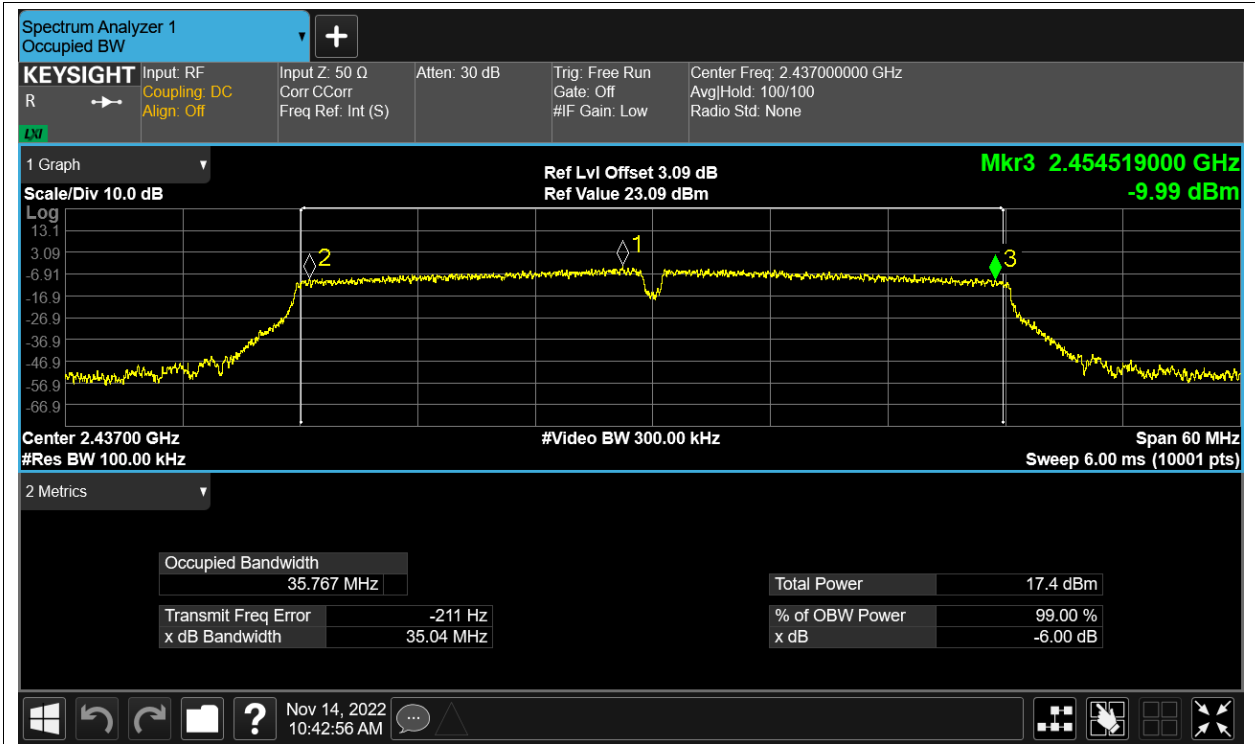 Spectrum Analyzer 1
Occupied BW
+
KEYSIGHT
R
LXI
Input: RF
Coupling: DC
Align: Off
Input Z: 50 Ω
Corr CCorr
Freq Ref: Int (S)
Atten: 30 dB
Trig: Free Run
Gate: Off
#IF Gain: Low
Center Freq: 2.437000000 GHz
Avg|Hold: 100/100
Radio Std: None
1 Graph
Scale/Div 10.0 dB
Ref Lvl Offset 3.09 dB
Ref Value 23.09 dBm
Mkr3 2.454519000 GHz
-9.99 dBm
Log
13.1
3.09
-6.91
-16.9
-26.9
-36.9
-46.9
-56.9
-66.9
2
1
3
Center 2.43700 GHz
#Res BW 100.00 kHz
#Video BW 300.00 kHz
Span 60 MHz
Sweep 6.00 ms (10001 pts)
2 Metrics
Occupied Bandwidth
35.767 MHz
Transmit Freq Error -211 Hz
x dB Bandwidth 35.04 MHz
Total Power 17.4 dBm
% of OBW Power 99.00 %
x dB -6.00 dB
?
Nov 14, 2022
10:42:56 AM